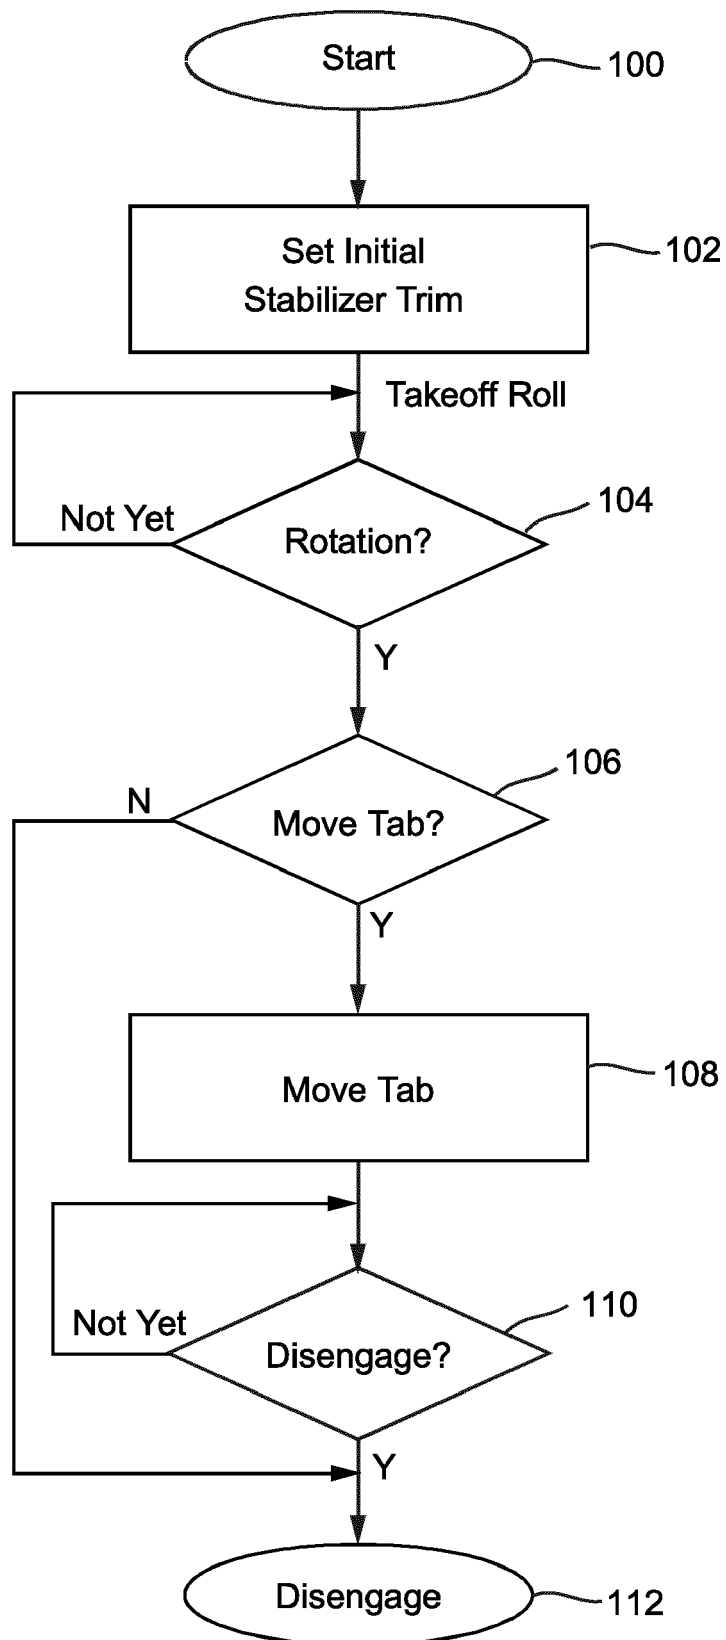 Start
100
Set Initial
Stabilizer Trim
102
Takeoff Roll
Not Yet
Rotation?
104
Y
N
Move Tab?
106
Y
Move Tab
108
Not Yet
Disengage?
110
Y
Disengage
112